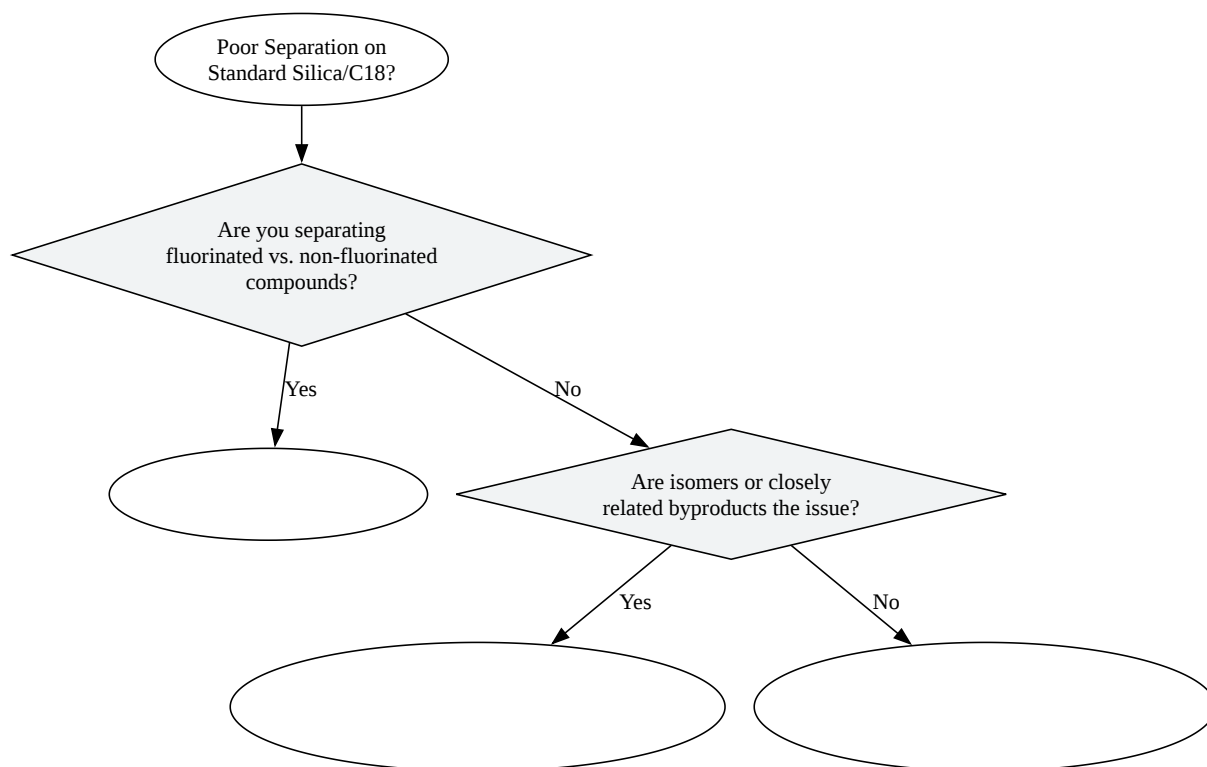 Poor Separation on
Standard Silica/C18?
Are you separating
fluorinated vs. non-fluorinated
compounds?
Yes
No
Are isomers or closely
related byproducts the issue?
Yes
No